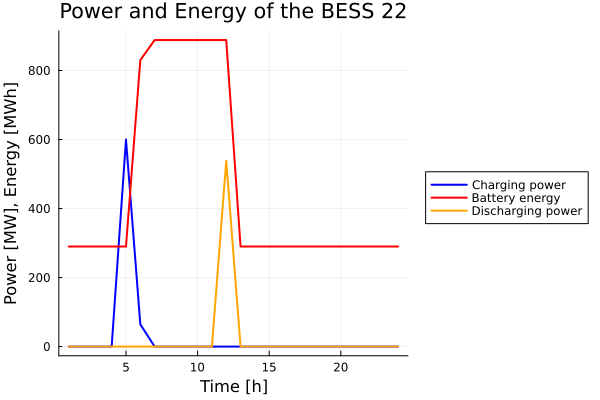 Power and Energy of the BESS 22
Power [MW], Energy [MWh]
800
600
400
200
0
5
10
15
20
Time [h]
Charging power
Battery energy
Discharging power